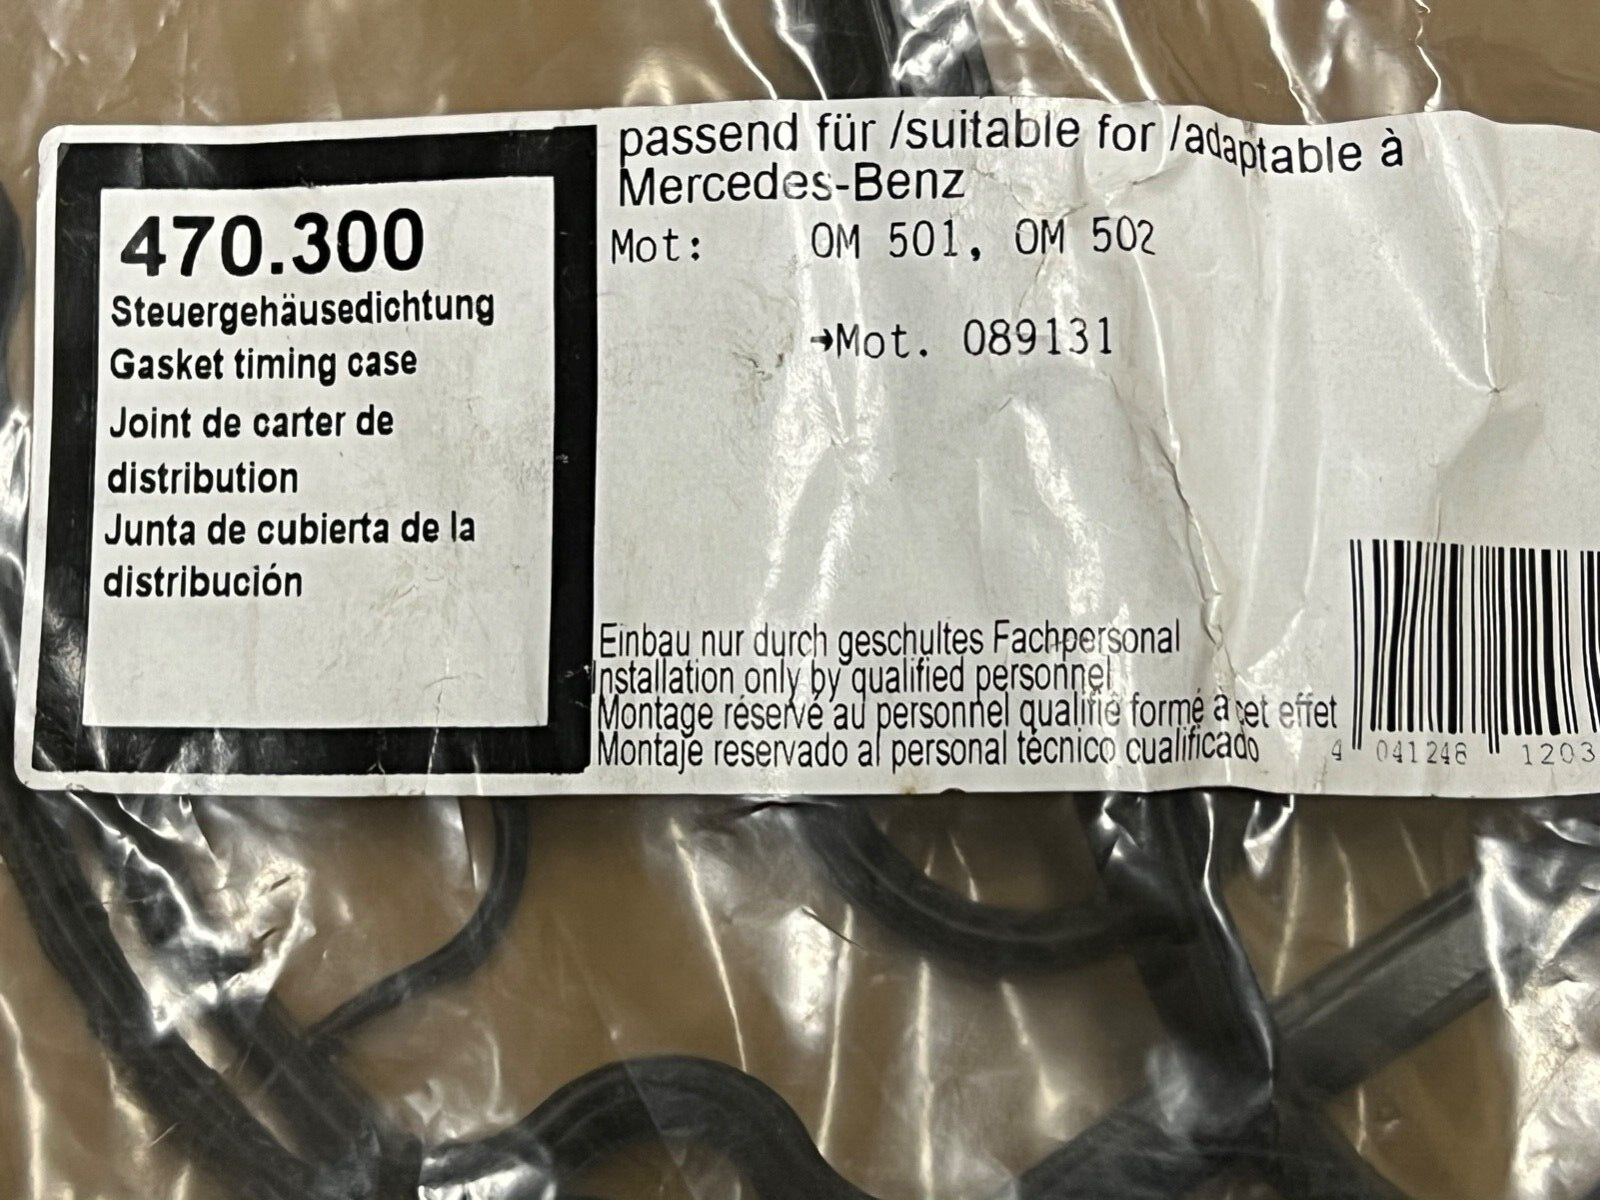 470.300
Steuergehäusedichtung
Gasket timing case
Joint de carter de
distribution
Junta de cubierta de la
distribución
passend für /suitable for /adaptable à
Mercedes-Benz
Mot: OM 501, OM 502
→Mot. 089131
Einbau nur durch geschultes Fachpersonal
Installation only by qualified personnel
Montage réservé au personnel qualifié formé à cet effet
Montaje reservado al personal técnico cualificado
4 041248 1203